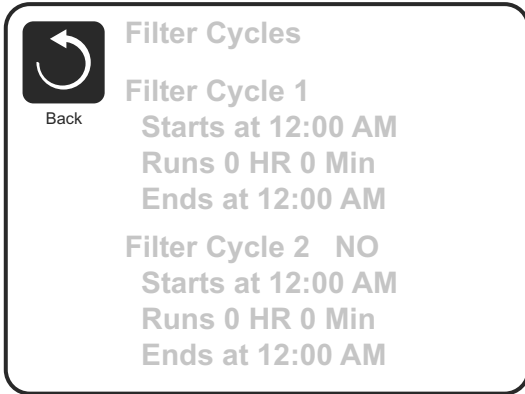 Filter Cycles
Back
Filter Cycle 1
Starts at 12:00 AM
Runs 0 HR 0 Min
Ends at 12:00 AM
Filter Cycle 2 NO
Starts at 12:00 AM
Runs 0 HR 0 Min
Ends at 12:00 AM